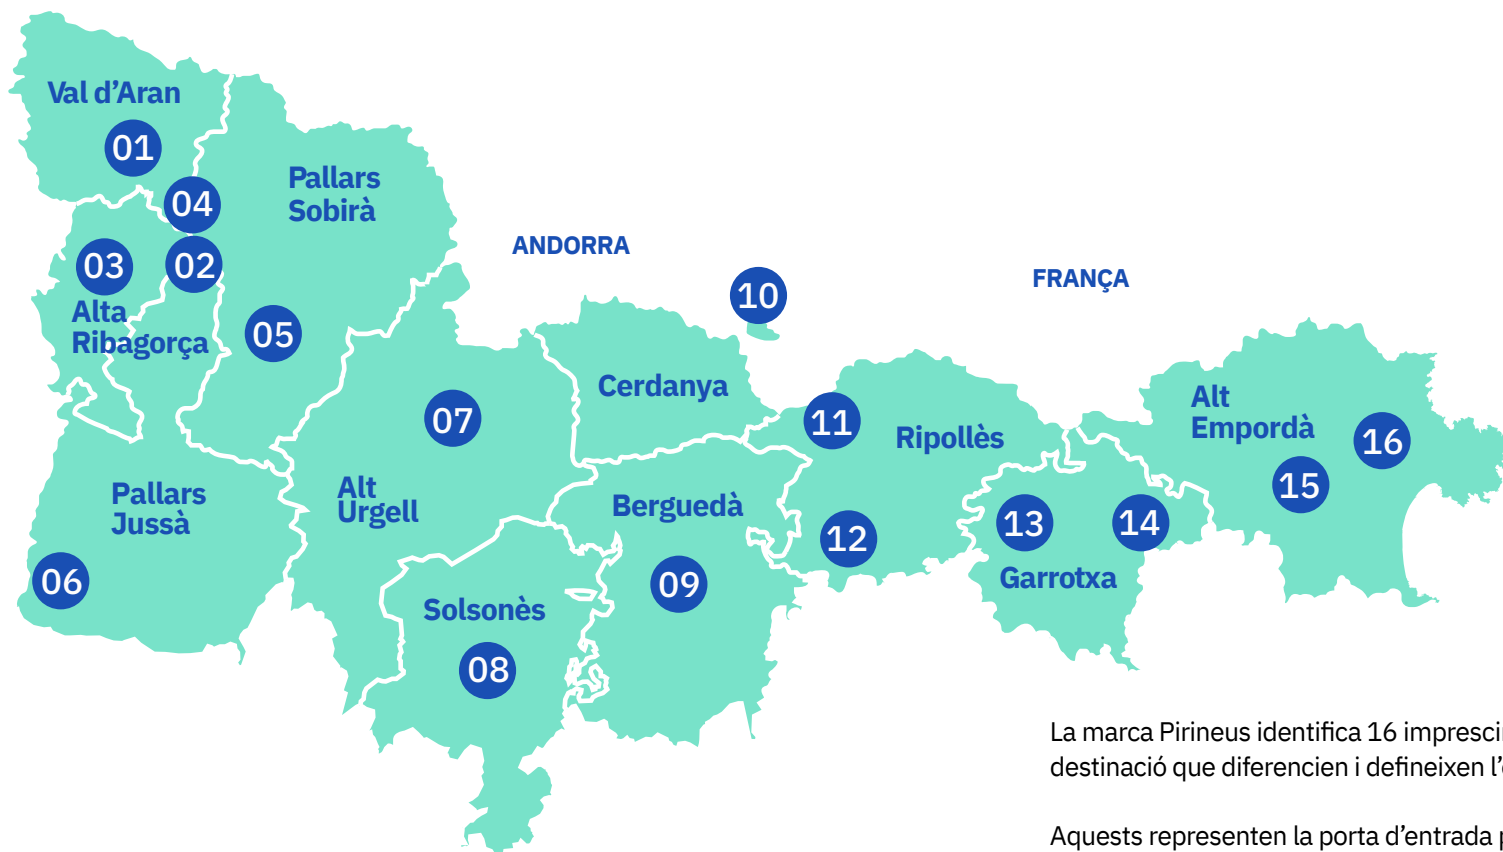 Val d’Aran
01
Pallars
Sobirà
04
ANDORRA
03
02
10
FRANÇA
Alta
Ribagorça
05
Cerdanya
Alt
Empordà
07
11
Ripollès
16
Pallars
Jussà
Alt
Urgell
Berguedà
15
13
14
12
06
09
Garrotxa
Solsonès
08
La marca Pirineus identifica 16
destinació que diferencien i defineixen
Aquests representen la porta d’entrada